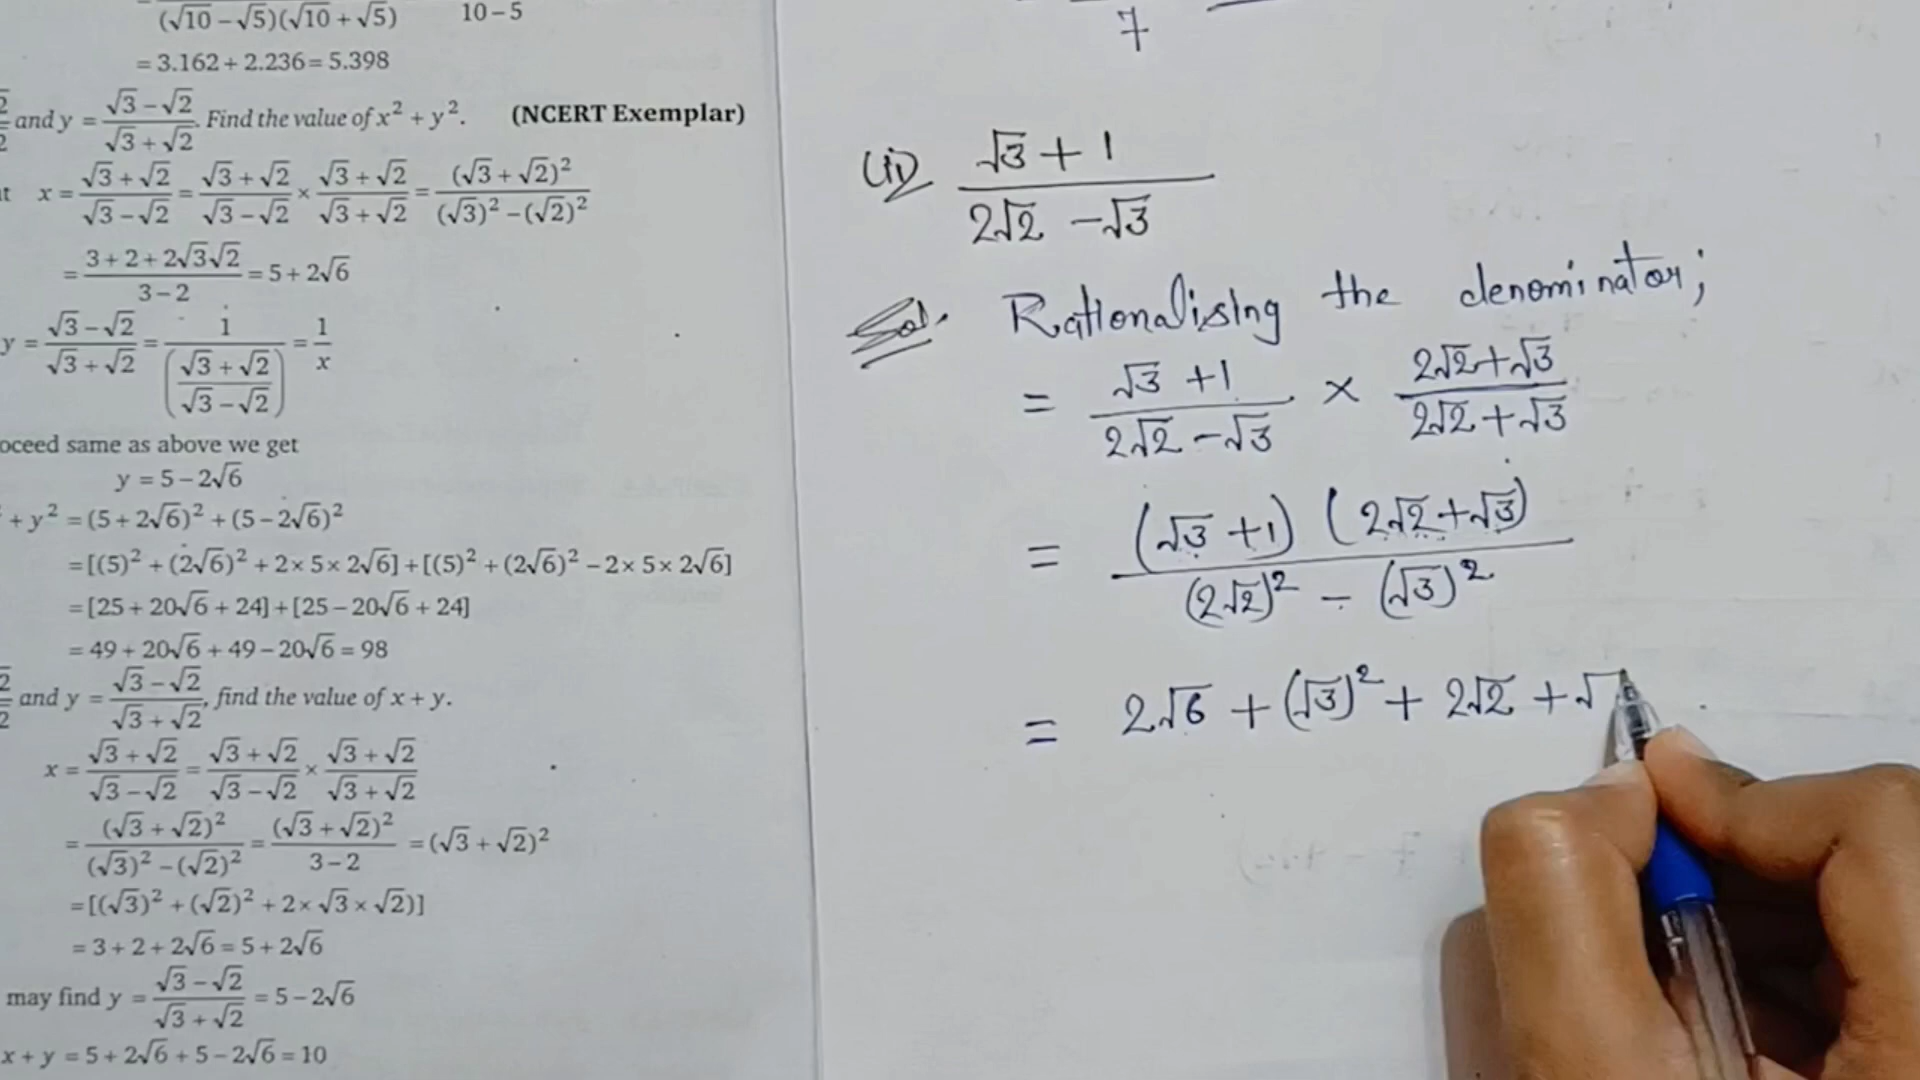 (√10 − √5)(√10 + √5) 10 − 5
= 3.162 + 2.236 = 5.398
and y = (√3 − √2)/(√3 + √2). Find the value of x² + y². (NCERT Exemplar)
x = (√3 + √2)/(√3 − √2) = (√3 + √2)/(√3 − √2) × (√3 + √2)/(√3 + √2) = (√3 + √2)²/((√3)² − (√2)²)
= (3 + 2 + 2√3√2)/(3 − 2) = 5 + 2√6
y = (√3 − √2)/(√3 + √2) = 1/((√3 + √2)/(√3 − √2)) = 1/x
oceed same as above we get
y = 5 − 2√6
+ y² = (5 + 2√6)² + (5 − 2√6)²
= [(5)² + (2√6)² + 2 × 5 × 2√6] + [(5)² + (2√6)² − 2 × 5 × 2√6]
= [25 + 20√6 + 24] + [25 − 20√6 + 24]
= 49 + 20√6 + 49 − 20√6 = 98
and y = (√3 − √2)/(√3 + √2), find the value of x + y.
x = (√3 + √2)/(√3 − √2) = (√3 + √2)/(√3 − √2) × (√3 + √2)/(√3 + √2)
= (√3 + √2)²/((√3)² − (√2)²) = (√3 + √2)²/(3 − 2) = (√3 + √2)²
= [(√3)² + (√2)² + 2 × √3 × √2)]
= 3 + 2 + 2√6 = 5 + 2√6
may find y = (√3 − √2)/(√3 + √2) = 5 − 2√6
x + y = 5 + 2√6 + 5 − 2√6 = 10
7
(√3 + 1)/(2√2 − √3)
Sol. Rationalising the denominator;
= (√3 + 1)/(2√2 − √3) × (2√2 + √3)/(2√2 + √3)
= (√3 + 1) (2√2 + √3)/((2√2)² − (√3)²)
= 2√6 + (√3)² + 2√2 + √